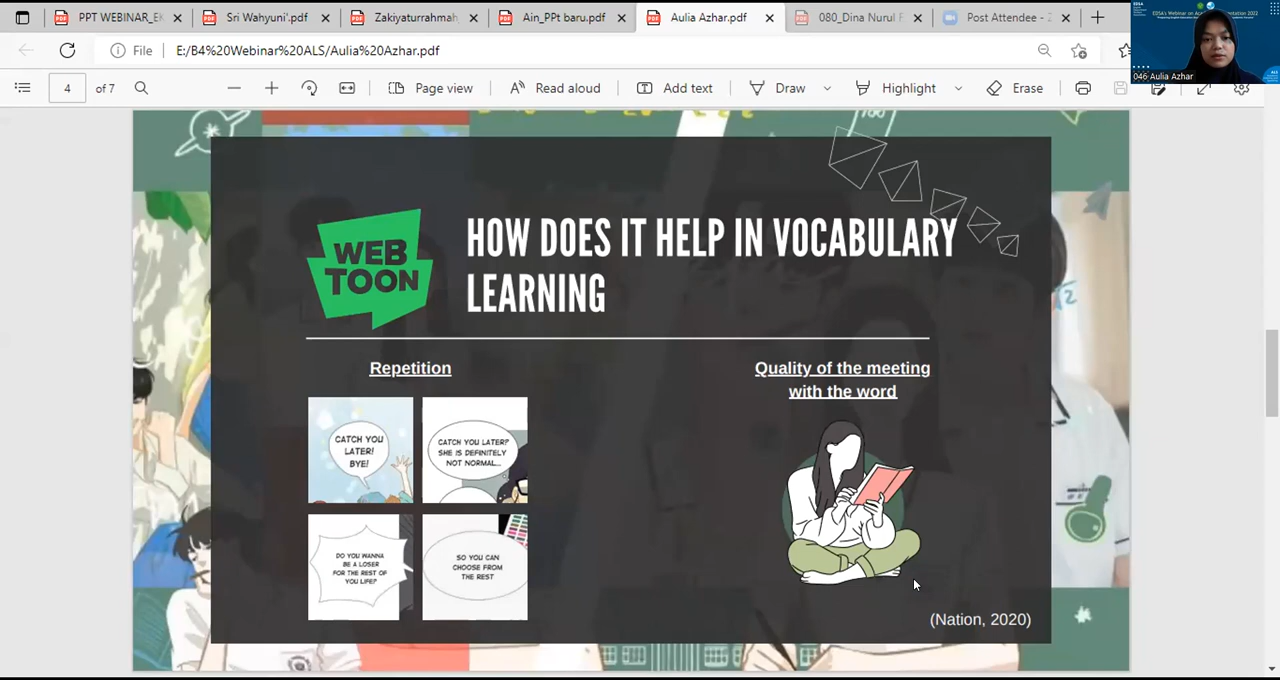 PPT WEBINAR_EK
Sri Wahyuni'.pdf
Zakiyaturrahmah
Ain_PPt baru.pdf
Aulia Azhar.pdf
080_Dina Nurul F
Post Attendee - Z
File
E:/B4%20Webinar%20ALS/Aulia%20Azhar.pdf
4
of 7
Page view
Read aloud
Add text
Draw
Highlight
Erase
046 Aulia Azhar
WEB
TOON
HOW DOES IT HELP IN VOCABULARY
LEARNING
Repetition
CATCH YOU
LATER!
BYE!
CATCH YOU LATER?
SHE IS DEFINITELY
NOT NORMAL...
DO YOU WANNA
BE A LOSER
FOR THE REST OF
YOU LIFE?
SO YOU CAN
CHOOSE FROM
THE REST
Quality of the meeting
with the word
(Nation, 2020)